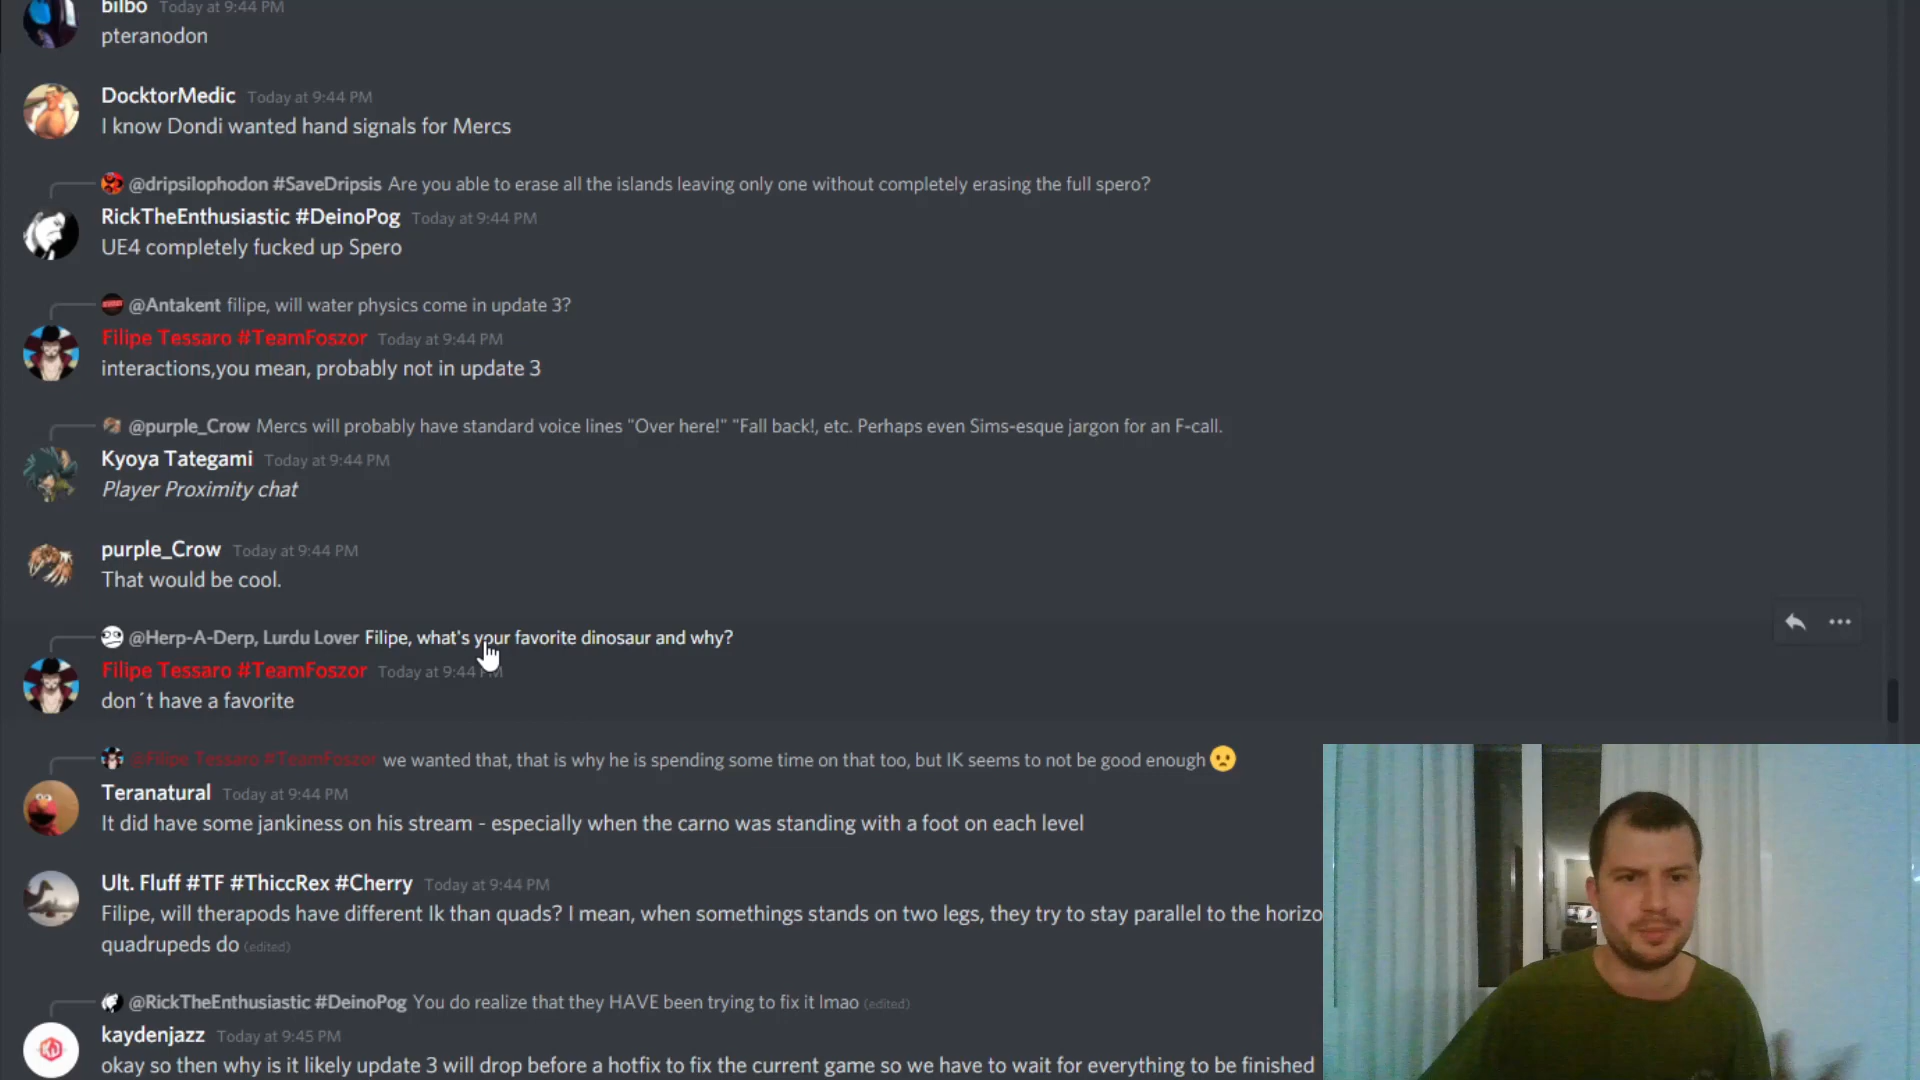 bilbo Today at 9:44 PM
pteranodon
DocktorMedic Today at 9:44 PM
I know Dondi wanted hand signals for Mercs
@dripsilophodon #SaveDripsis Are you able to erase all the islands leaving only one without completely erasing the full spero?
RickTheEnthusiastic #DeinoPog Today at 9:44 PM
UE4 completely fucked up Spero
@Antakent filipe, will water physics come in update 3?
Filipe Tessaro #TeamFoszor Today at 9:44 PM
interactions,you mean, probably not in update 3
@purple_Crow Mercs will probably have standard voice lines "Over here!" "Fall back!, etc. Perhaps even Sims-esque jargon for an F-call.
Kyoya Tategami Today at 9:44 PM
Player Proximity chat
purple_Crow Today at 9:44 PM
That would be cool.
@Herp-A-Derp, Lurdu Lover Filipe, what's your favorite dinosaur and why?
Filipe Tessaro #TeamFoszor Today at 9:44 PM
don´t have a favorite
@Filipe Tessaro #TeamFoszor we wanted that, that is why he is spending some time on that too, but IK seems to not be good enough
Teranatural Today at 9:44 PM
It did have some jankiness on his stream - especially when the carno was standing with a foot on each level
Ult. Fluff #TF #ThiccRex #Cherry Today at 9:44 PM
Filipe, will therapods have different Ik than quads? I mean, when somethings stands on two legs, they try to stay parallel to the horizo
quadrupeds do (edited)
@RickTheEnthusiastic #DeinoPog You do realize that they HAVE been trying to fix it lmao (edited)
kaydenjazz Today at 9:45 PM
okay so then why is it likely update 3 will drop before a hotfix to fix the current game so we have to wait for everything to be finished